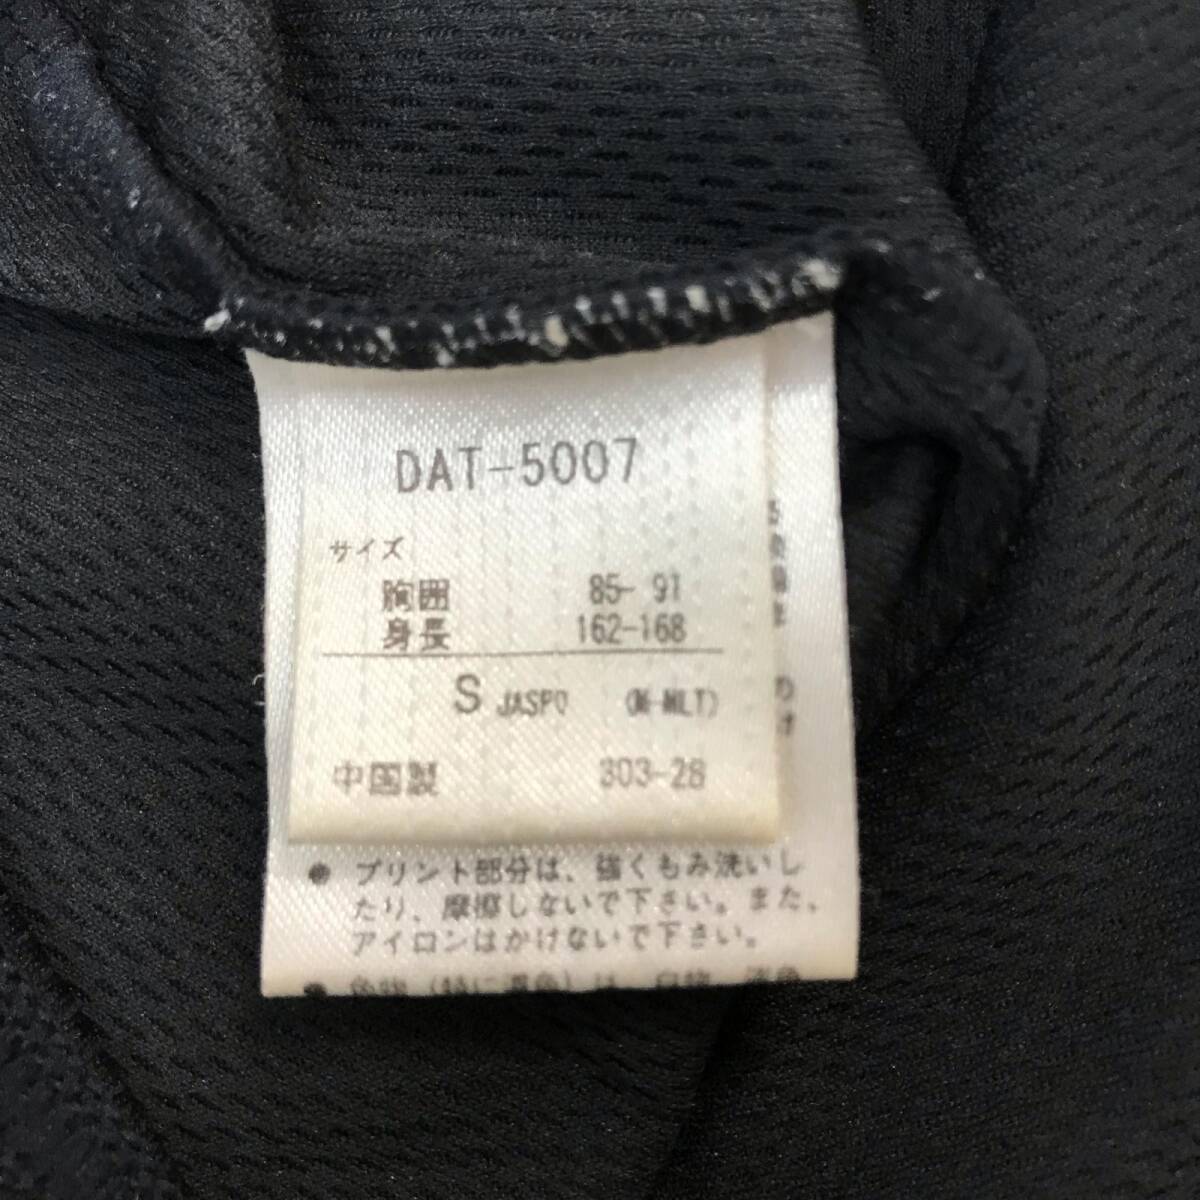 DAT-5007
サイズ
胸囲 85- 91
身長 162-168
S JASPO (M-MLT)
中国製 303-28
● プリント部分は、強くもみ洗いし
たり、摩擦しないで下さい。また、
アイロンはかけないで下さい。